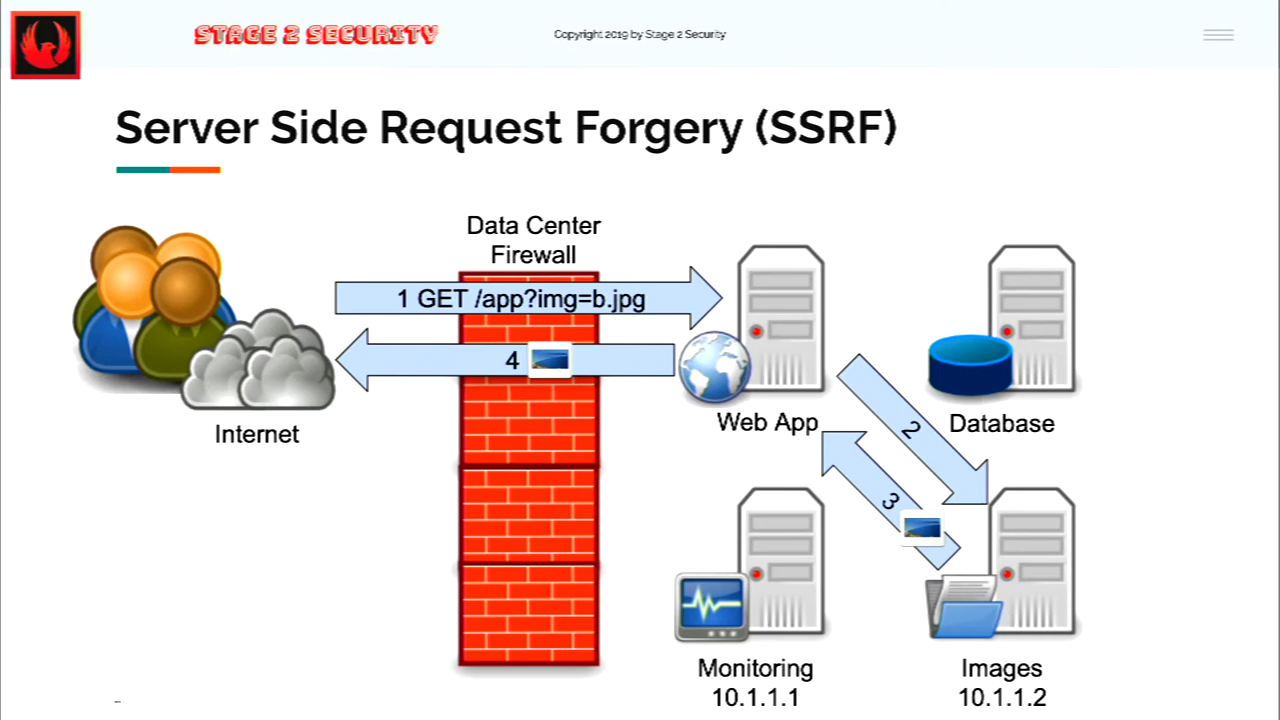 STAGE 2 SECURITY
Copyright 2019 by Stage 2 Security
Server Side Request Forgery (SSRF)
Data Center
Firewall
1 GET /app?img=b.jpg
4
Internet
Web App
Database
2
3
Monitoring
10.1.1.1
Images
10.1.1.2